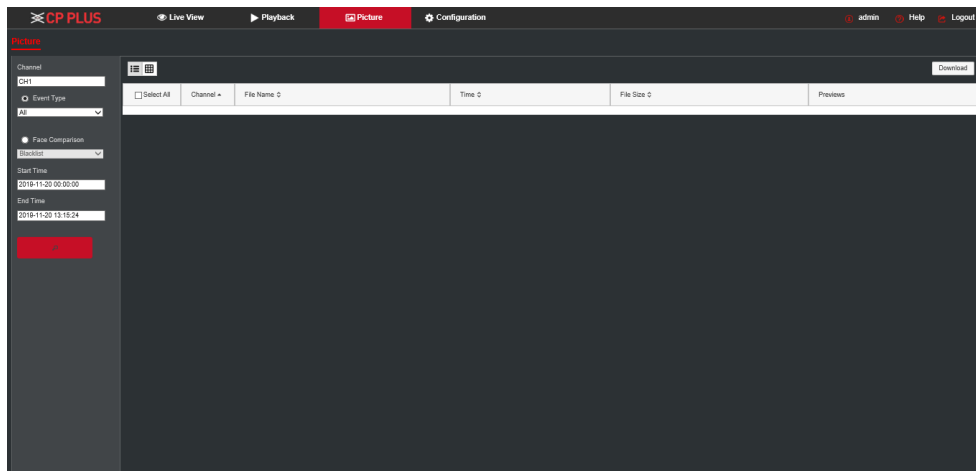 CP PLUS
Live View
Playback
Picture
Configuration
admin
Help
Logout
Picture
Channel
CH1
Event Type
All
Face Comparison
Blacklist
Start Time
2019-11-20 00:00:00
End Time
2019-11-20 13:15:24
Download
Select All
Channel
File Name
Time
File Size
Previews